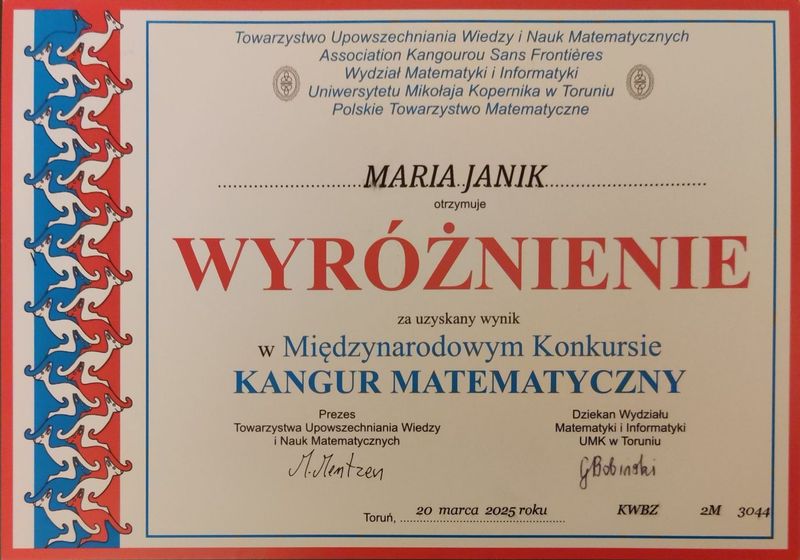 Towarzystwo Upowszechniania Wiedzy i Nauk Matematycznych
Association Kangourou Sans Frontières
Wydział Matematyki i Informatyki
Uniwersytetu Mikołaja Kopernika w Toruniu
Polskie Towarzystwo Matematyczne
MARIA JANIK
otrzymuje
WYRÓŻNIENIE
za uzyskany wynik
w Międzynarodowym Konkursie
KANGUR MATEMATYCZNY
Prezes
Towarzystwa Upowszechniania Wiedzy
i Nauk Matematycznych
M. Mentzen
Dziekan Wydziału
Matematyki i Informatyki
UMK w Toruniu
G Bobiński
Toruń, 20 marca 2025 roku KWBZ 2M 3044